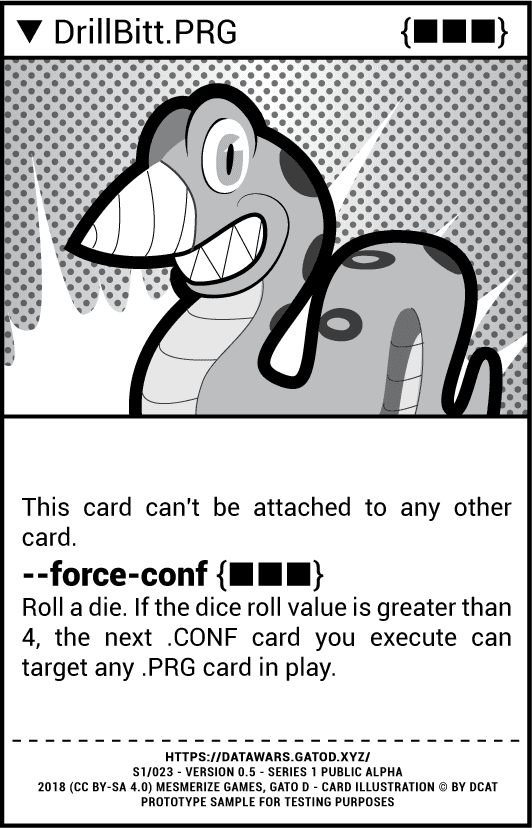 ▼ DrillBitt.PRG {■■■}
This card can't be attached to any other
card.
--force-conf {■■■}
Roll a die. If the dice roll value is greater than
4, the next .CONF card you execute can
target any .PRG card in play.
HTTPS://DATAWARS.GATOD.XYZ/
S1/023 - VERSION 0.5 - SERIES 1 PUBLIC ALPHA
2018 (CC BY-SA 4.0) MESMERIZE GAMES, GATO D - CARD ILLUSTRATION © BY DCAT
PROTOTYPE SAMPLE FOR TESTING PURPOSES